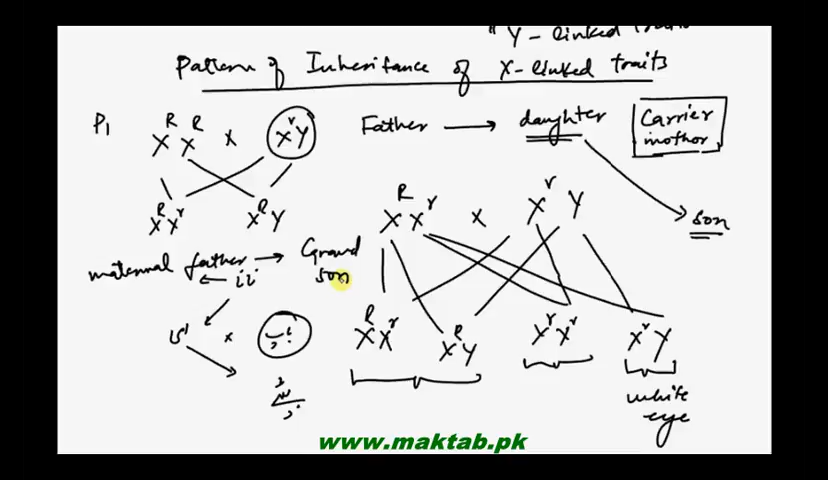 Y-linked traits
Pattern of Inheritance of X-linked traits
P1 X^R X^R x X^r Y
Father → daughter
Carrier mother
X^R X^r X^R Y
X^R X^r x X^r Y
son
maternal father → Grand son
X^R X^r X^R Y X^r X^r X^r Y
white eye
www.maktab.pk